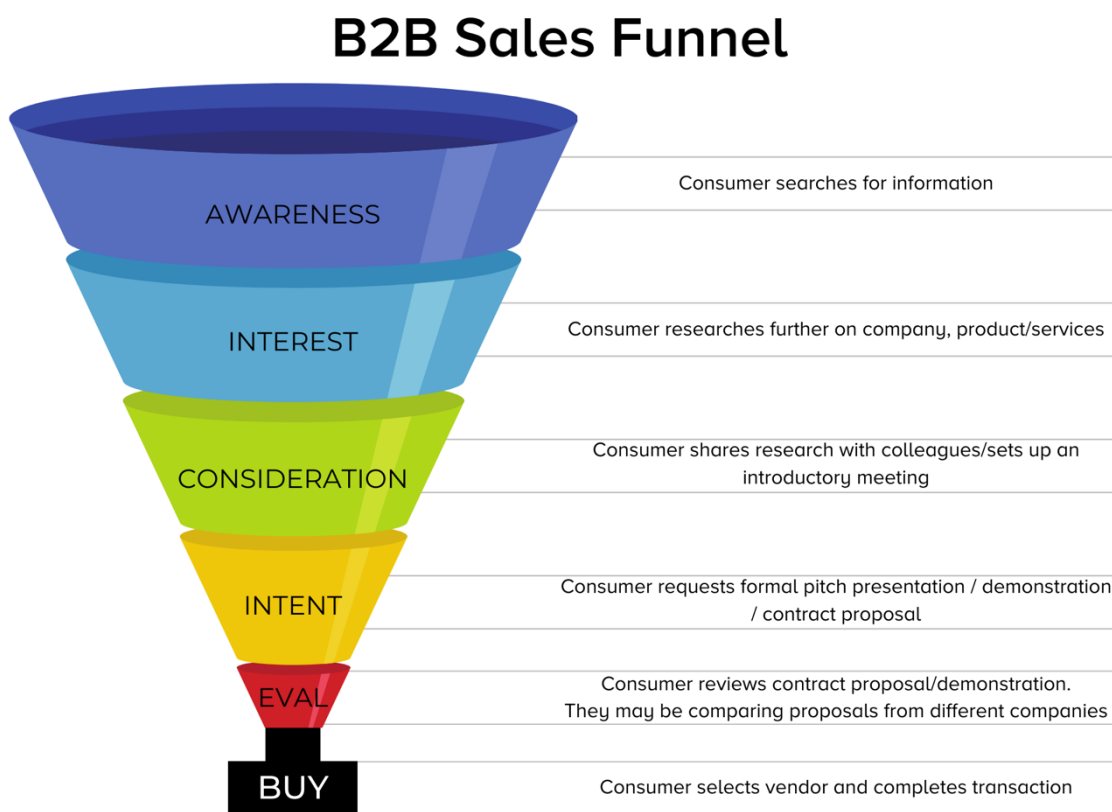 B2B Sales Funnel
AWARENESS
Consumer searches for information
INTEREST
Consumer researches further on company, product/services
CONSIDERATION
Consumer shares research with colleagues/sets up an
introductory meeting
INTENT
Consumer requests formal pitch presentation / demonstration
/ contract proposal
EVAL
Consumer reviews contract proposal/demonstration.
They may be comparing proposals from different companies
BUY
Consumer selects vendor and completes transaction